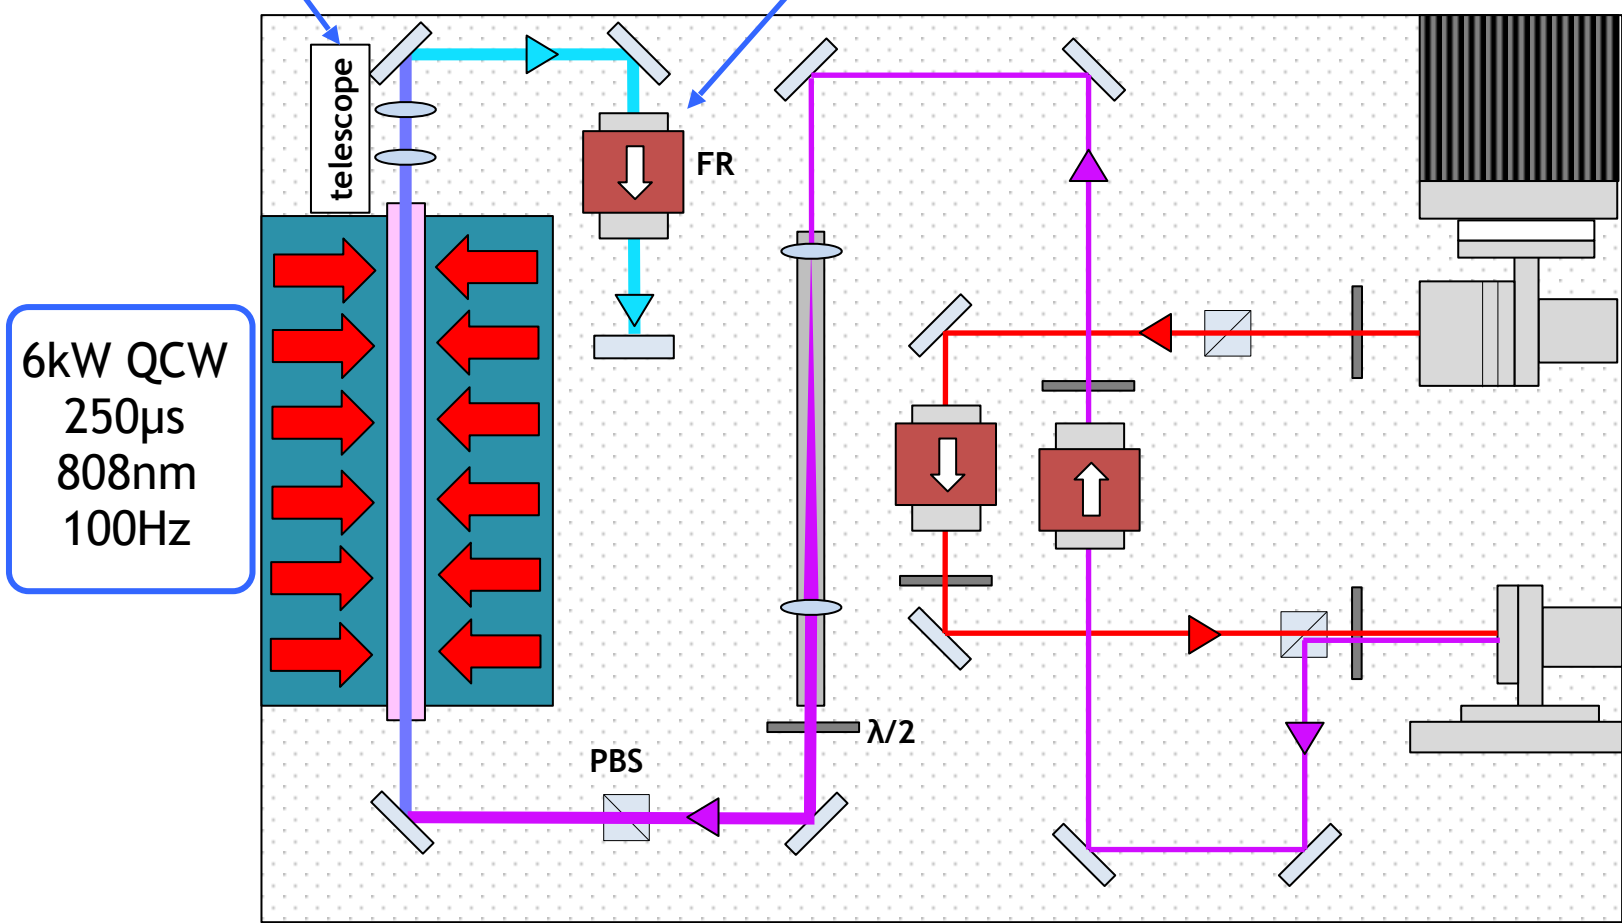 telescope
FR
6kW QCW
250µs
808nm
100Hz
λ/2
PBS